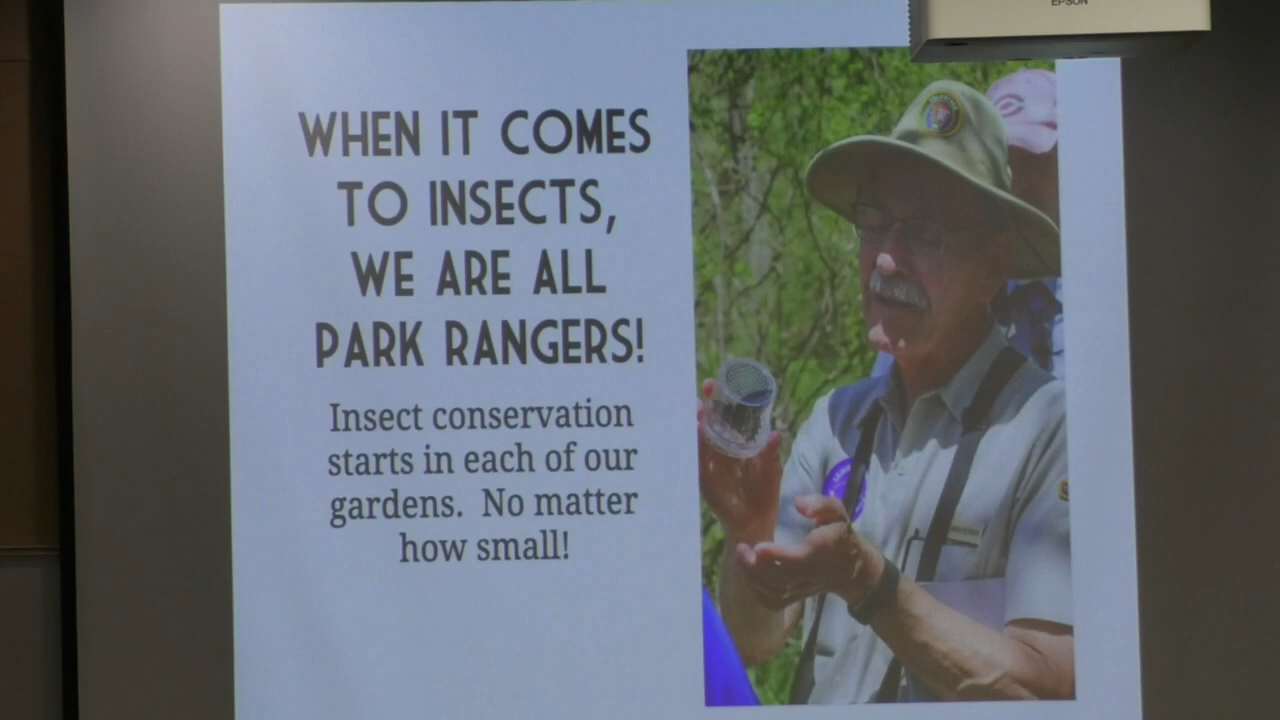 EPSON
WHEN IT COMES
TO INSECTS,
WE ARE ALL
PARK RANGERS!
Insect conservation
starts in each of our
gardens. No matter
how small!